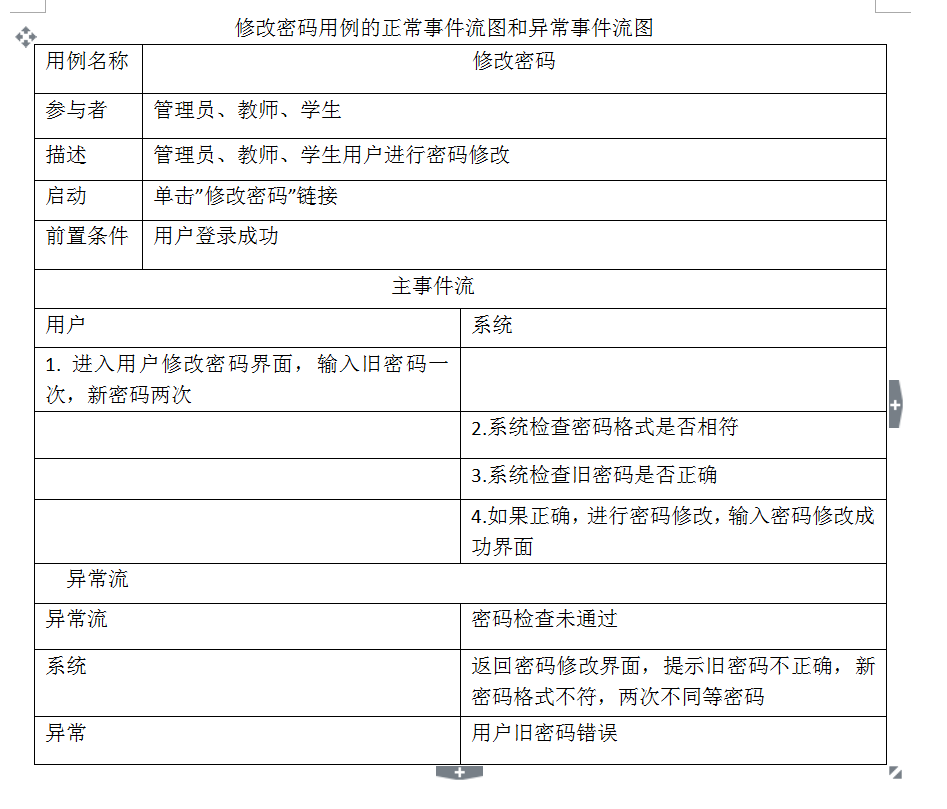 修改密码用例的正常事件流图和异常事件流图
用例名称 修改密码
参与者 管理员、教师、学生
描述 管理员、教师、学生用户进行密码修改
启动 单击”修改密码”链接
前置条件 用户登录成功
主事件流
用户 系统
1. 进入用户修改密码界面，输入旧密码一
次，新密码两次
2.系统检查密码格式是否相符
3.系统检查旧密码是否正确
4.如果正确，进行密码修改，输入密码修改成
功界面
异常流
异常流 密码检查未通过
系统 返回密码修改界面，提示旧密码不正确，新
密码格式不符，两次不同等密码
异常 用户旧密码错误